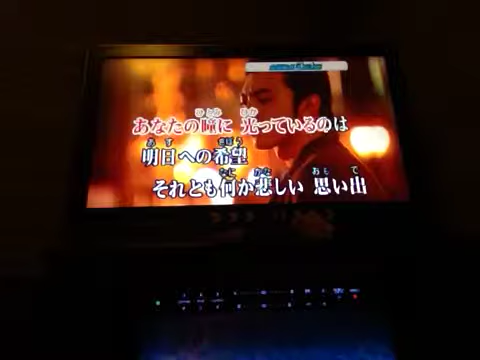 あなたの瞳に 光っているのは
明日への希望
それとも何か悲しい 思い出